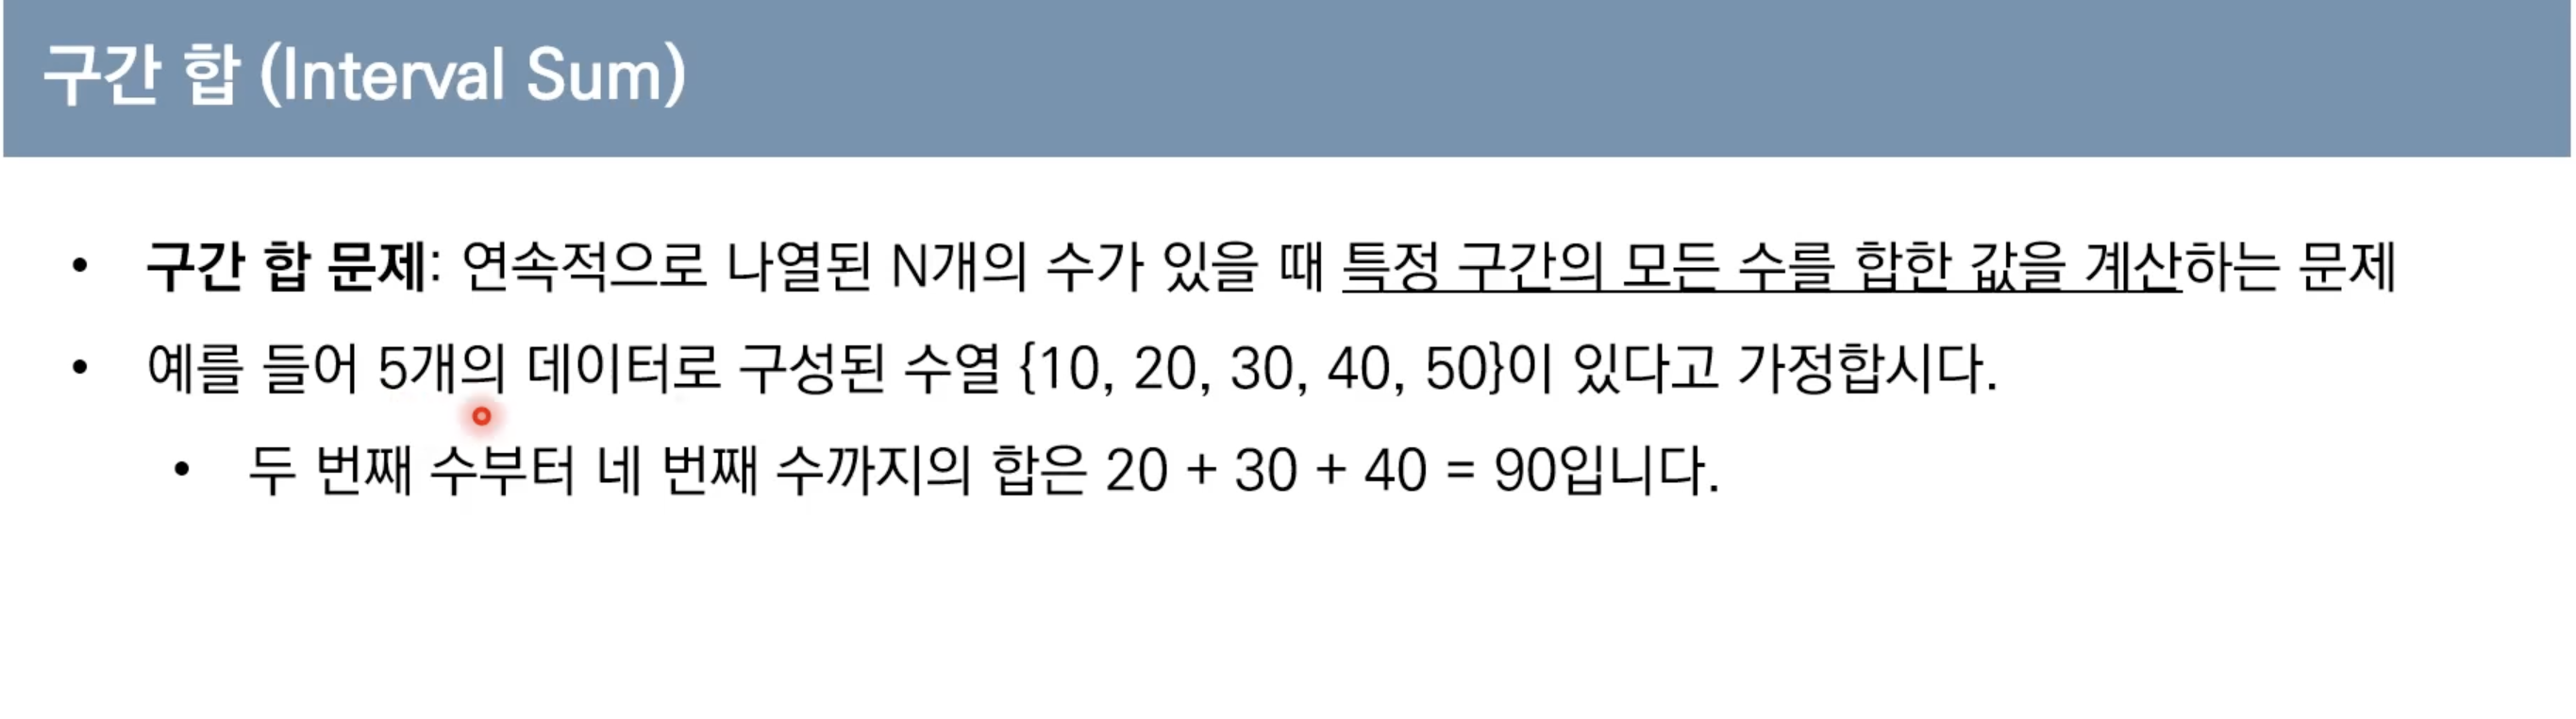 구간 합 (Interval Sum)
• 구간 합 문제: 연속적으로 나열된 N개의 수가 있을 때 특정 구간의 모든 수를 합한 값을 계산하는 문제
• 예를 들어 5개의 데이터로 구성된 수열 {10, 20, 30, 40, 50}이 있다고 가정합시다.
• 두 번째 수부터 네 번째 수까지의 합은 20 + 30 + 40 = 90입니다.